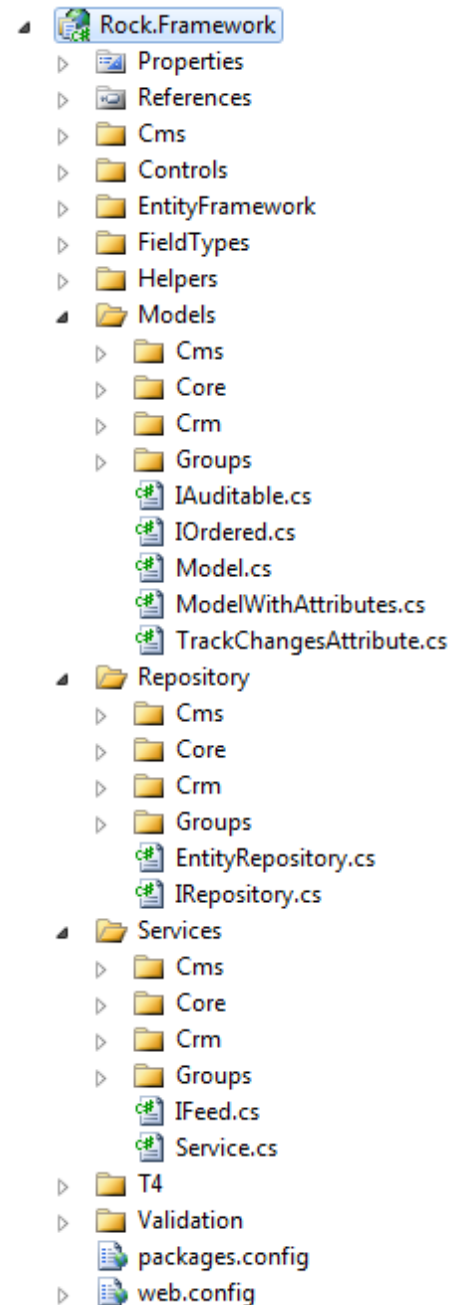 Rock.Framework
Properties
References
Cms
Controls
EntityFramework
FieldTypes
Helpers
Models
Cms
Core
Crm
Groups
IAuditable.cs
IOrdered.cs
Model.cs
ModelWithAttributes.cs
TrackChangesAttribute.cs
Repository
Cms
Core
Crm
Groups
EntityRepository.cs
IRepository.cs
Services
Cms
Core
Crm
Groups
IFeed.cs
Service.cs
T4
Validation
packages.config
web.config